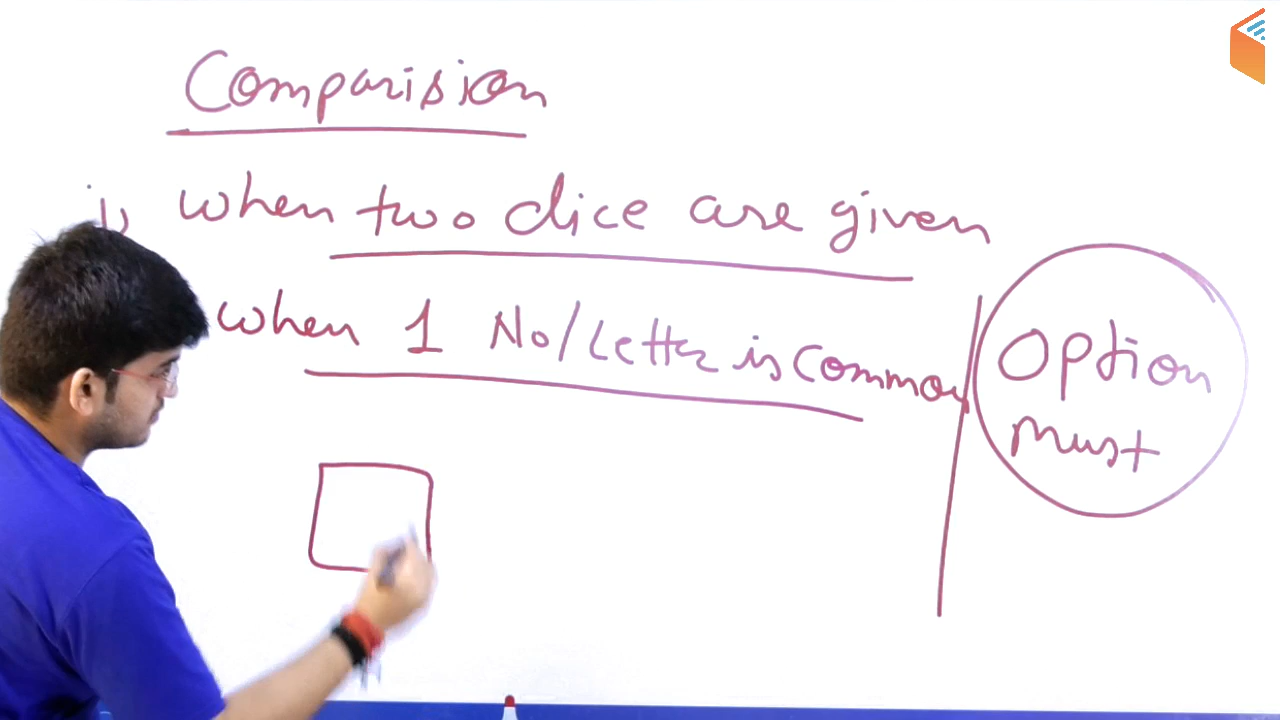 Comparision
i) when two dice are given
when 1 No/Letter is common
Option
must